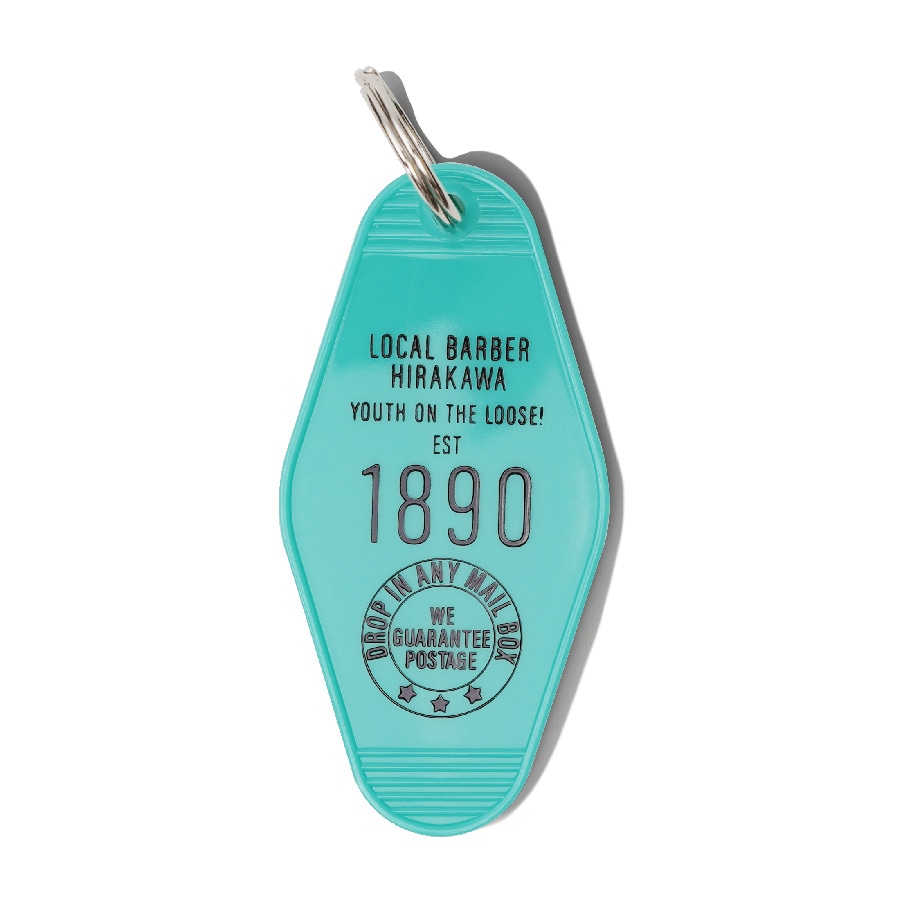 LOCAL BARBER
HIRAKAWA
YOUTH ON THE LOOSE!
EST
1890
DROP IN ANY MAIL BOX
WE
GUARANTEE
POSTAGE